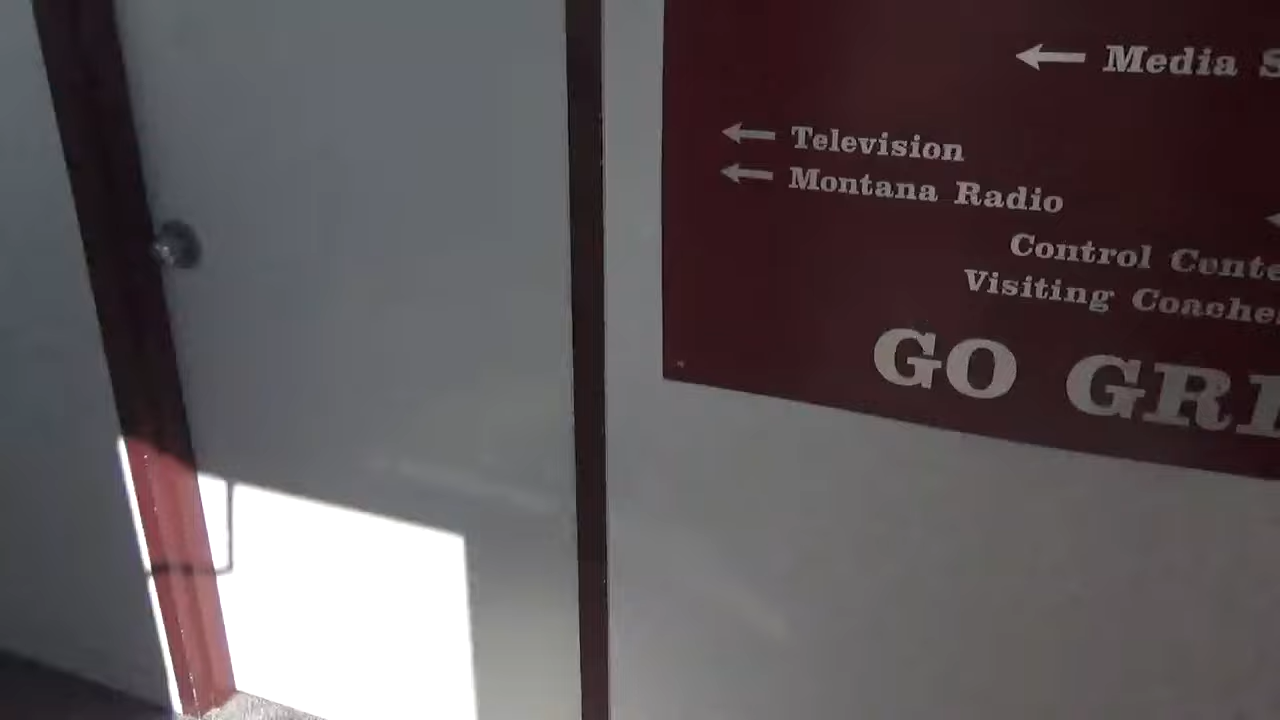 Media
Television
Montana Radio
Control
Visiting
GO